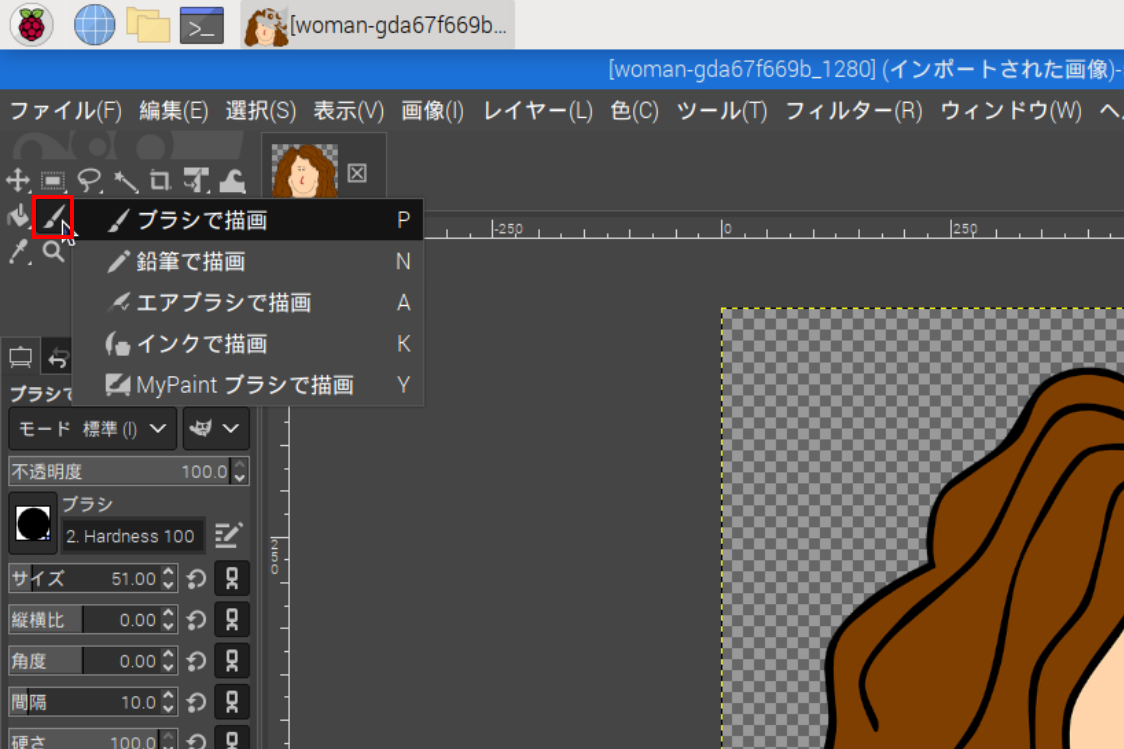 [woman-gda67f669b...
[woman-gda67f669b_1280] (インポートされた画像)-
ファイル(F) 編集(E) 選択(S) 表示(V) 画像(I) レイヤー(L) 色(C) ツール(T) フィルター(R) ウィンドウ(W) ヘ
ブラシで描画 P
鉛筆で描画 N
エアブラシで描画 A
インクで描画 K
MyPaint ブラシで描画 Y
-250 0 250
250
ブラシで
モード 標準 (I)
不透明度 100.0
ブラシ
2. Hardness 100
サイズ 51.00
縦横比 0.00
角度 0.00
間隔 10.0
硬さ 100.0